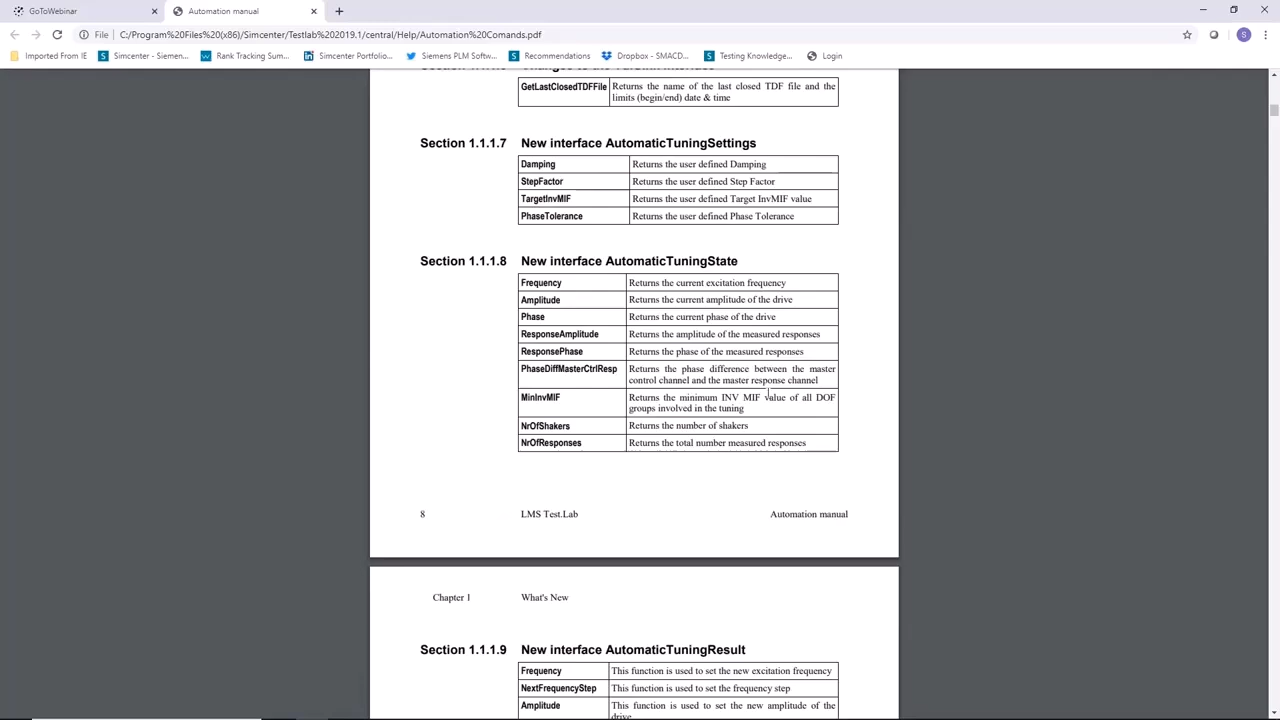 GoToWebinar
Automation manual
File
C:/Program%20Files%20(x86)/Simcenter/Testlab%202019.1/central/Help/Automation%20Comands.pdf
S
Imported From IE
Simcenter - Siemen...
Rank Tracking Sum...
Simcenter Portfolio...
Siemens PLM Softw...
Recommendations
Dropbox - SMACD...
Testing Knowledge...
Login
GetLastClosedTDFFile Returns the name of the last closed TDF file and the
limits (begin/end) date & time
Section 1.1.1.7 New interface AutomaticTuningSettings
Damping Returns the user defined Damping
StepFactor Returns the user defined Step Factor
TargetInvMIF Returns the user defined Target InvMIF value
PhaseTolerance Returns the user defined Phase Tolerance
Section 1.1.1.8 New interface AutomaticTuningState
Frequency Returns the current excitation frequency
Amplitude Returns the current amplitude of the drive
Phase Returns the current phase of the drive
ResponseAmplitude Returns the amplitude of the measured responses
ResponsePhase Returns the phase of the measured responses
PhaseDiffMasterCtrlResp Returns the phase difference between the master
control channel and the master response channel
MinInvMIF Returns the minimum INV MIF value of all DOF
groups involved in the tuning
NrOfShakers Returns the number of shakers
NrOfResponses Returns the total number measured responses
8 LMS Test.Lab Automation manual
Chapter 1 What's New
Section 1.1.1.9 New interface AutomaticTuningResult
Frequency This function is used to set the new excitation frequency
NextFrequencyStep This function is used to set the frequency step
Amplitude This function is used to set the new amplitude of the
drive